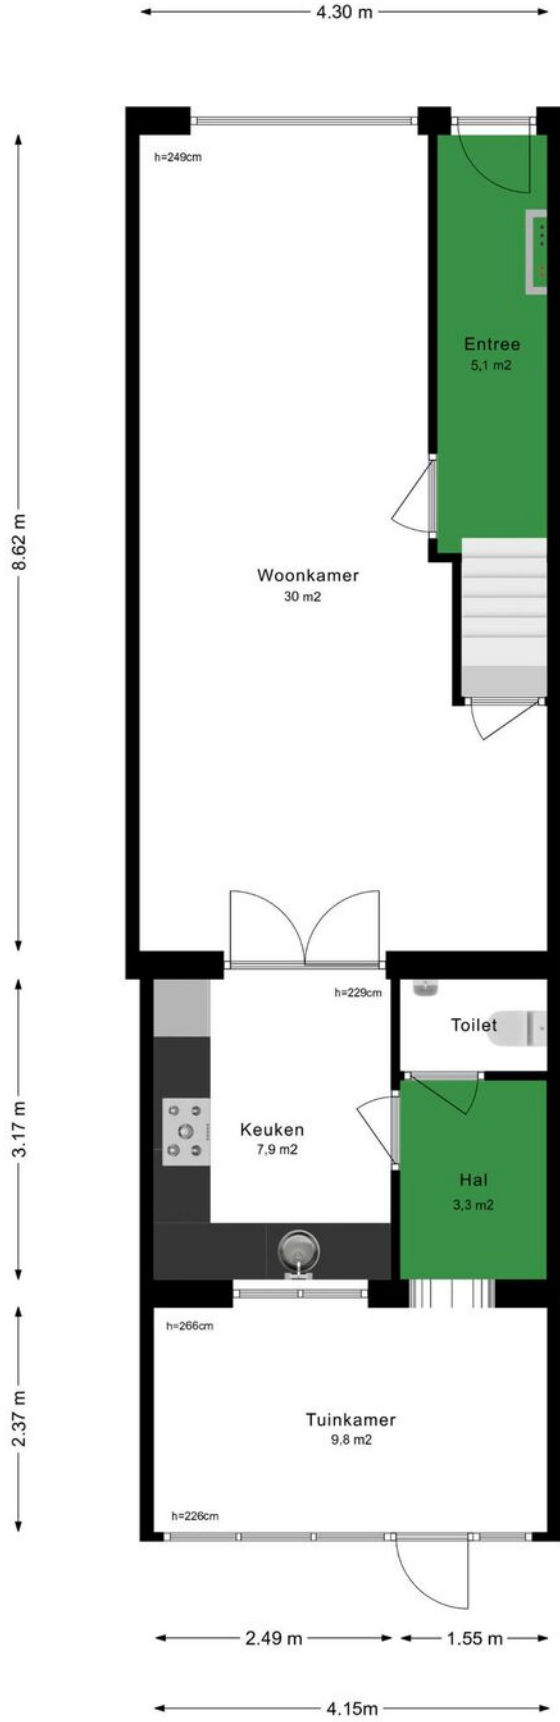 4.30 m
h=249cm
Entree
5,1 m2
8.62 m
Woonkamer
30 m2
h=229cm
Toilet
3.17 m
Keuken
7,9 m2
Hal
3,3 m2
h=266cm
2.37 m
Tuinkamer
9,8 m2
h=226cm
2.49 m
1.55 m
4.15m